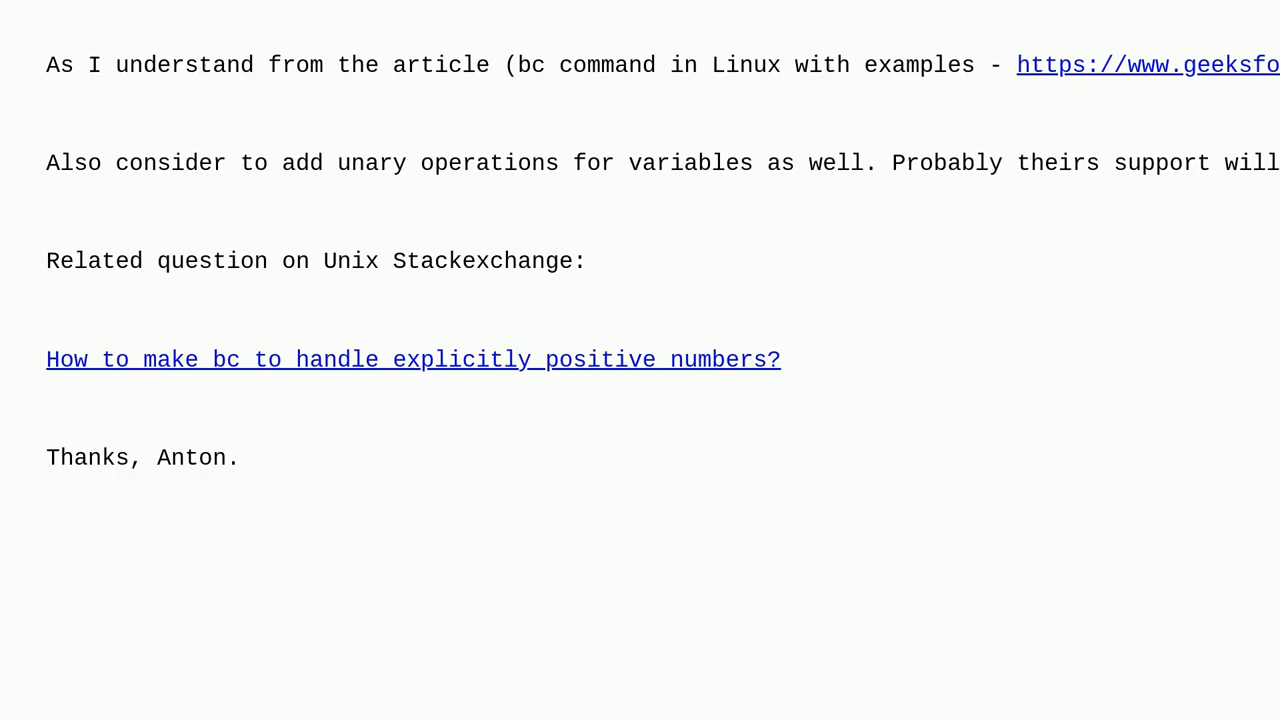 As I understand from the article (bc command in Linux with examples - https://www.geeksfo
Also consider to add unary operations for variables as well. Probably theirs support will
Related question on Unix Stackexchange:
How to make bc to handle explicitly positive numbers?
Thanks, Anton.